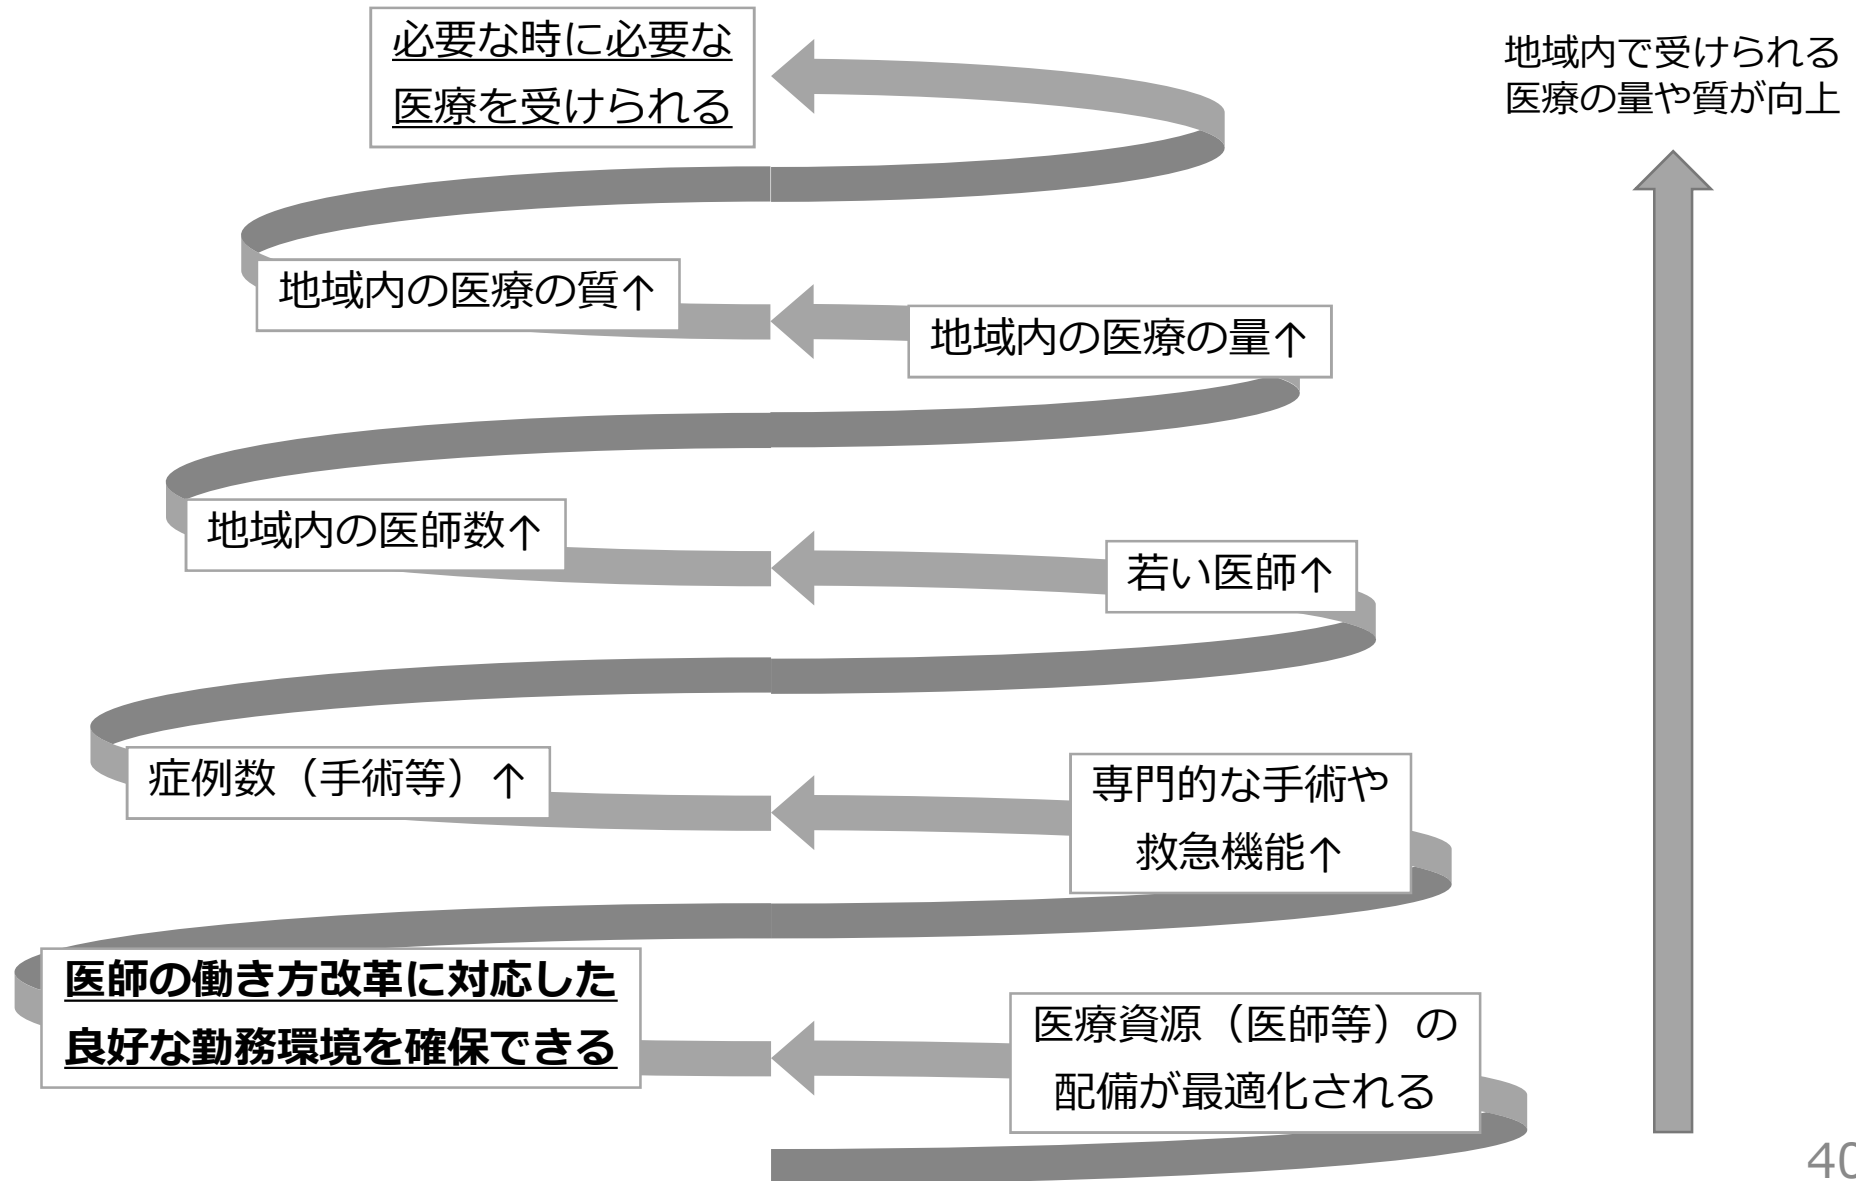 必要な時に必要な
医療を受けられる
地域内で受けられる
医療の量や質が向上
地域内の医療の質↑
地域内の医療の量↑
地域内の医師数↑
若い医師↑
症例数（手術等）↑
専門的な手術や
救急機能↑
医師の働き方改革に対応した
良好な勤務環境を確保できる
医療資源（医師等）の
配備が最適化される
40